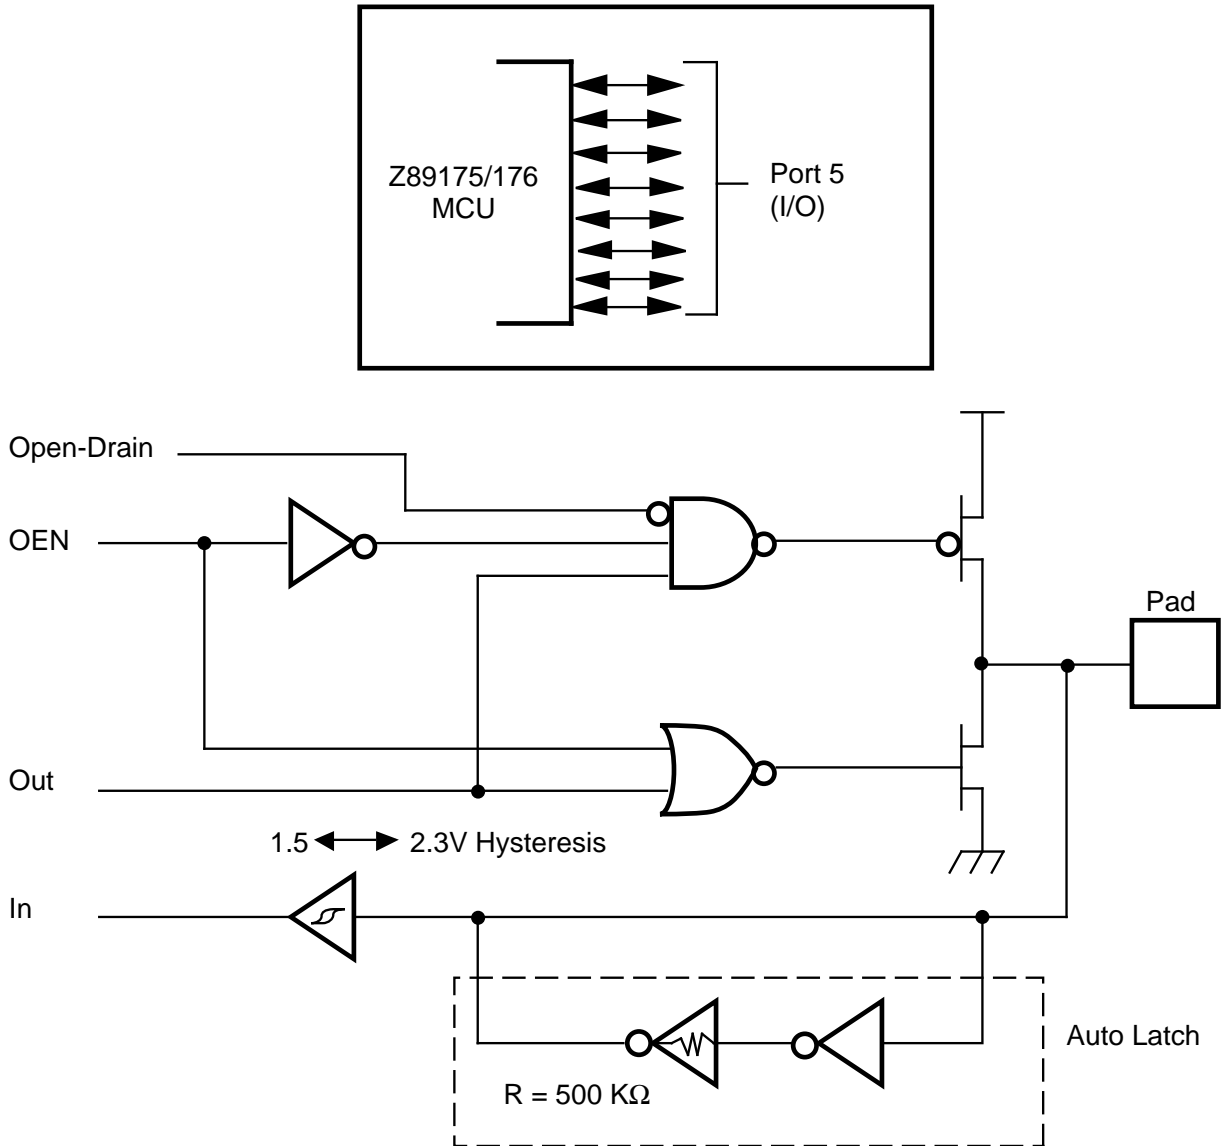 Z89175/176
MCU
Port 5
(I/O)
Open-Drain
OEN
Pad
Out
1.5 2.3V Hysteresis
In
Auto Latch
R = 500 KΩ